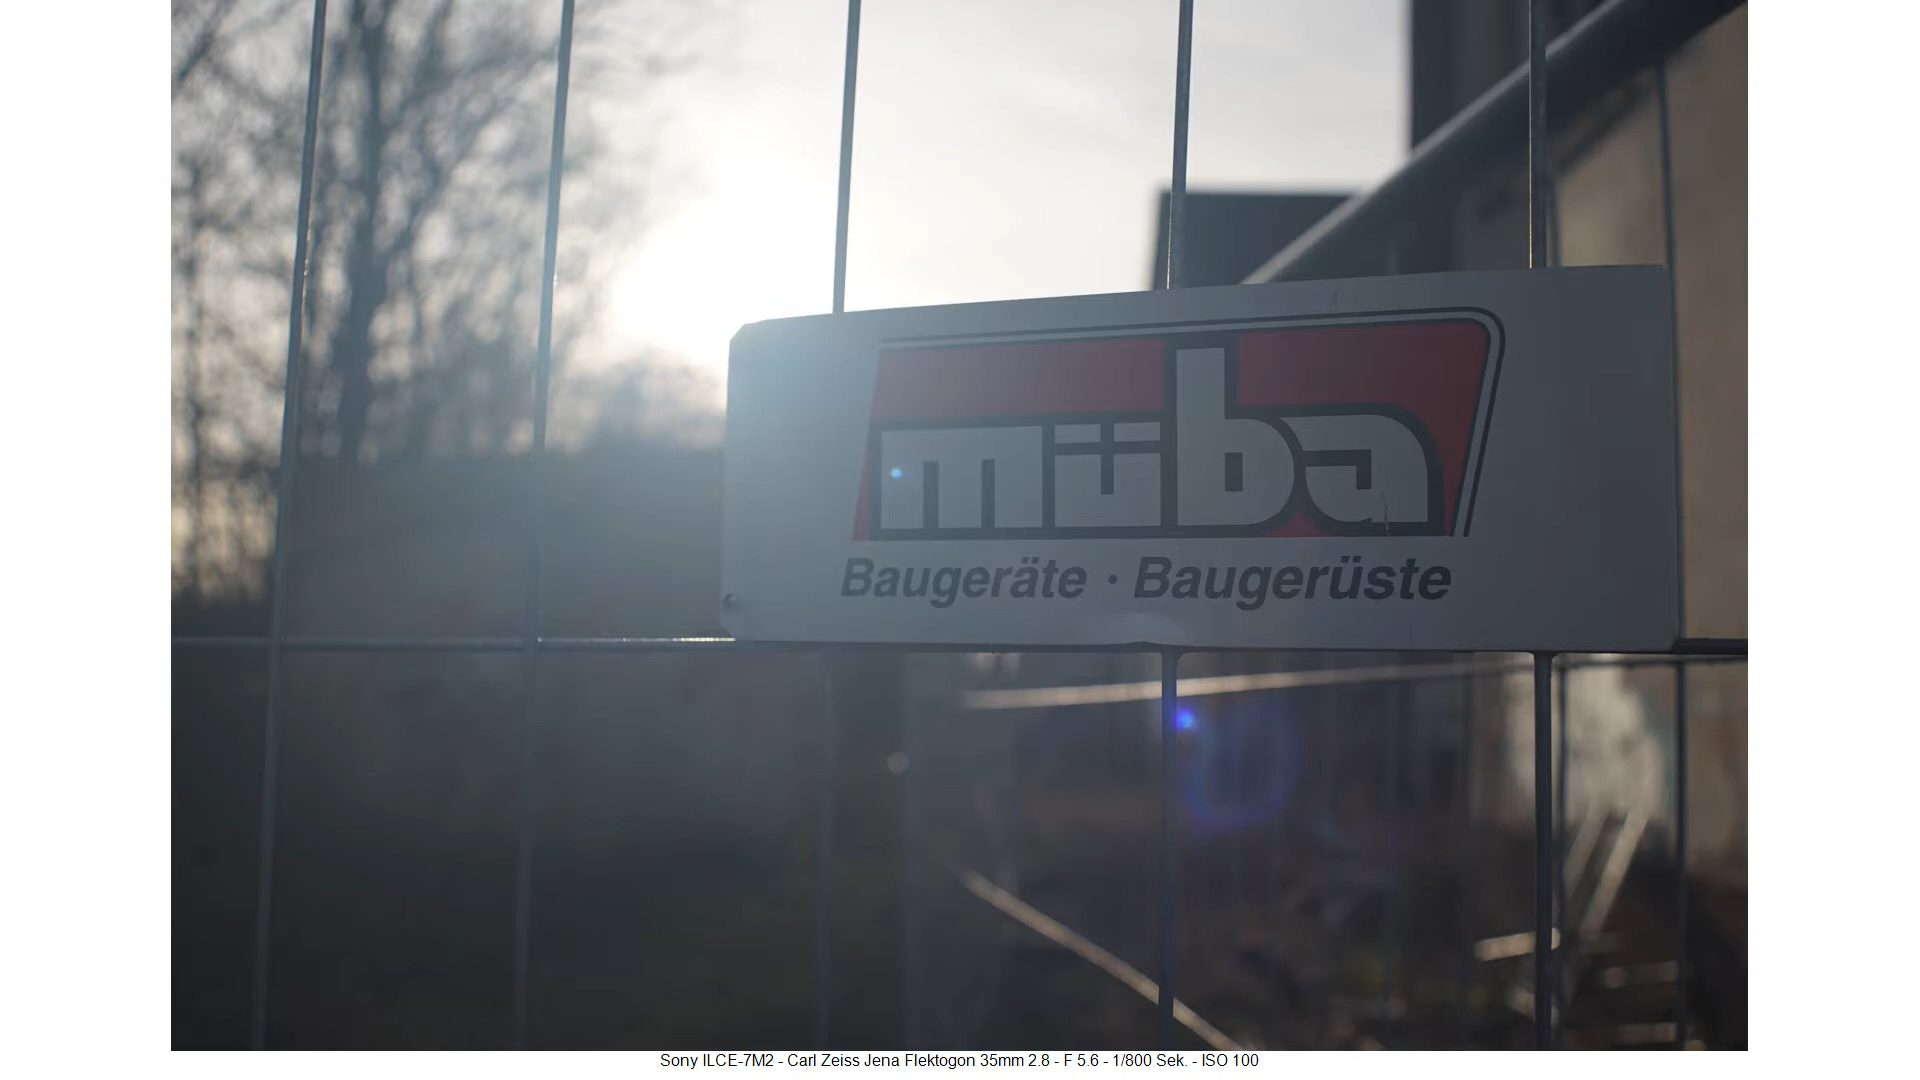 müba
Baugeräte · Baugerüste
Sony ILCE-7M2 - Carl Zeiss Jena Flektogon 35mm 2.8 - F 5.6 - 1/800 Sek. - ISO 100